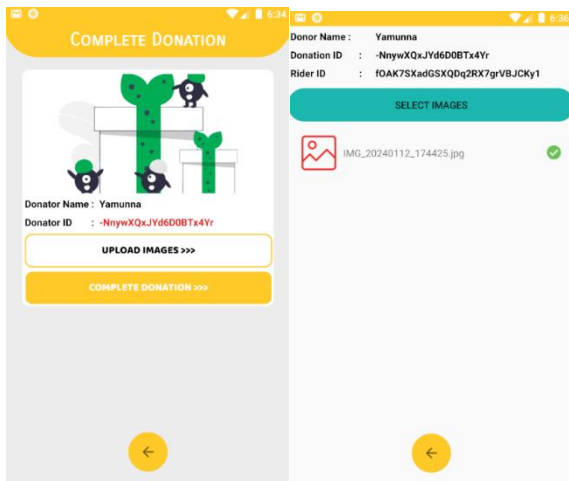 6:34
Complete Donation
Donator Name : Yamunna
Donator ID : -NnywXQxJYd6D0BTx4Yr
UPLOAD IMAGES >>>
COMPLETE DONATION >>>
6:36
Donor Name : Yamunna
Donation ID : -NnywXQxJYd6D0BTx4Yr
Rider ID : fOAK7SXadGSXQDq2RX7grVBJCKy1
SELECT IMAGES
IMG_20240112_174425.jpg